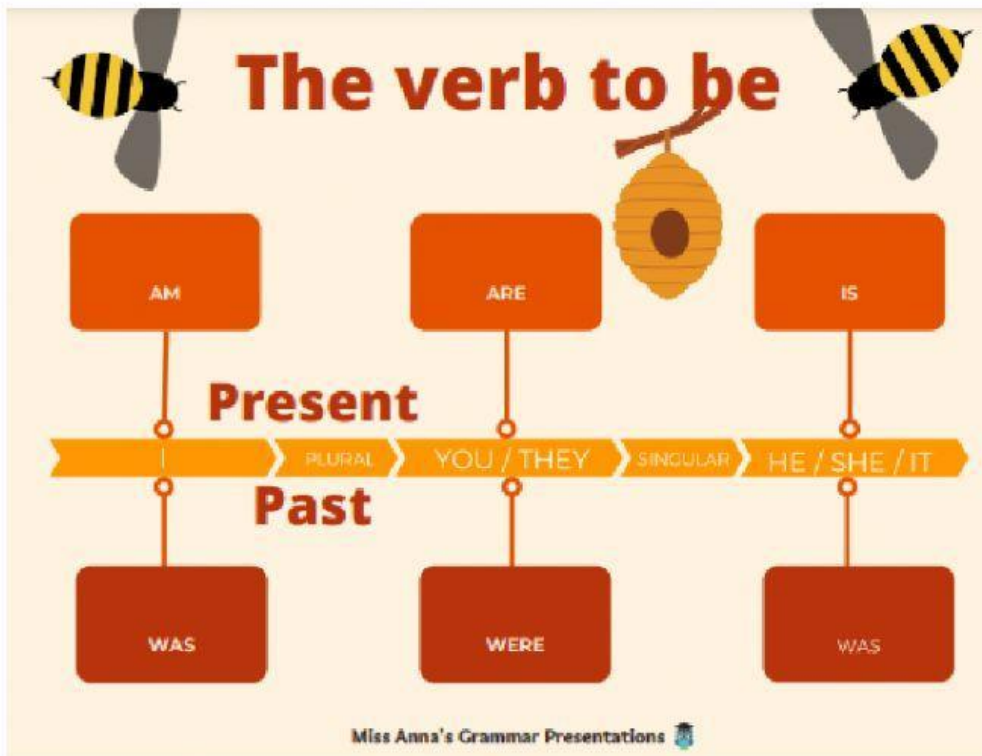 The verb to be
AM ARE IS
Present
I PLURAL YOU / THEY SINGULAR HE / SHE / IT
Past
WAS WERE WAS
Miss Anna's Grammar Presentations